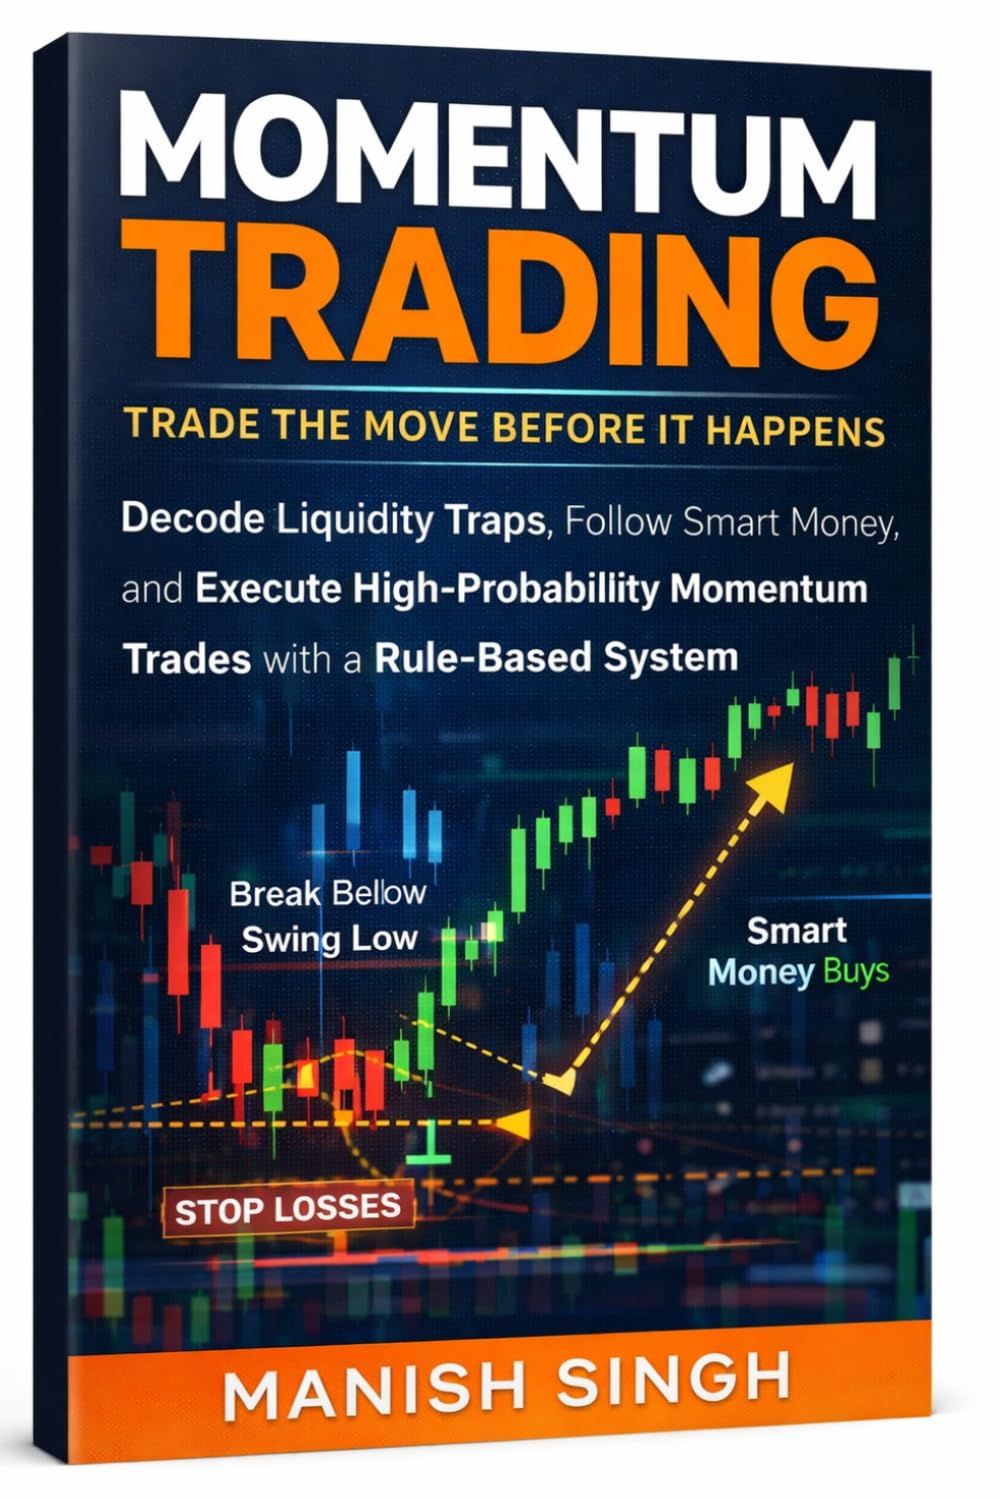 MOMENTUM
TRADING
TRADE THE MOVE BEFORE IT HAPPENS
Decode Liquidity Traps, Follow Smart Money,
and Execute High-Probability Momentum
Trades with a Rule-Based System
Break Bellow
Swing Low
Smart
Money Buys
STOP LOSSES
MANISH SINGH